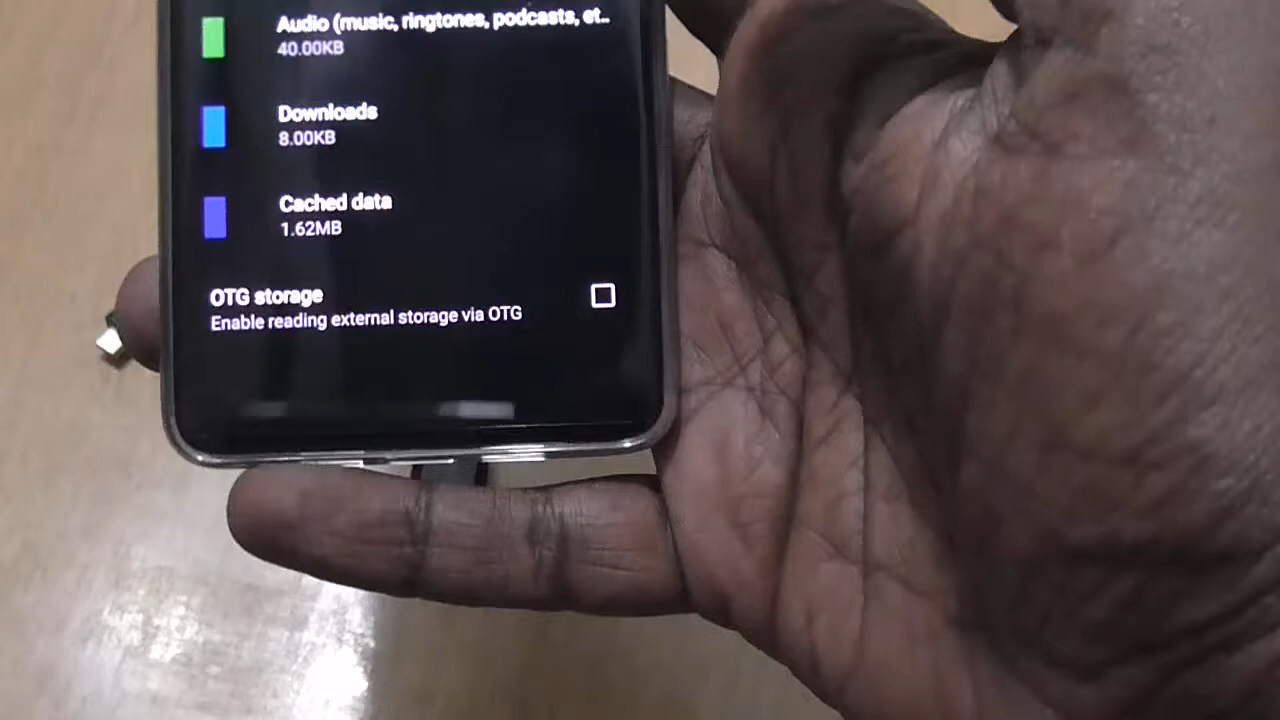 Audio (music, ringtones, podcasts, et..
40.00KB
Downloads
8.00KB
Cached data
1.62MB
OTG storage
Enable reading external storage via OTG